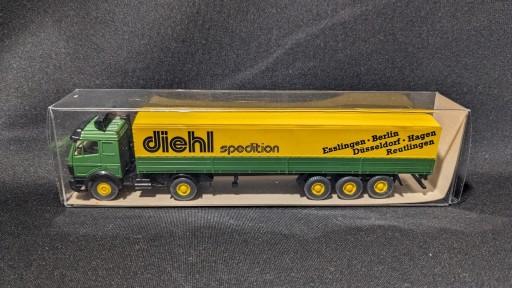 diehl spedition
Esslingen · Berlin
Düsseldorf · Hagen
Reutlingen